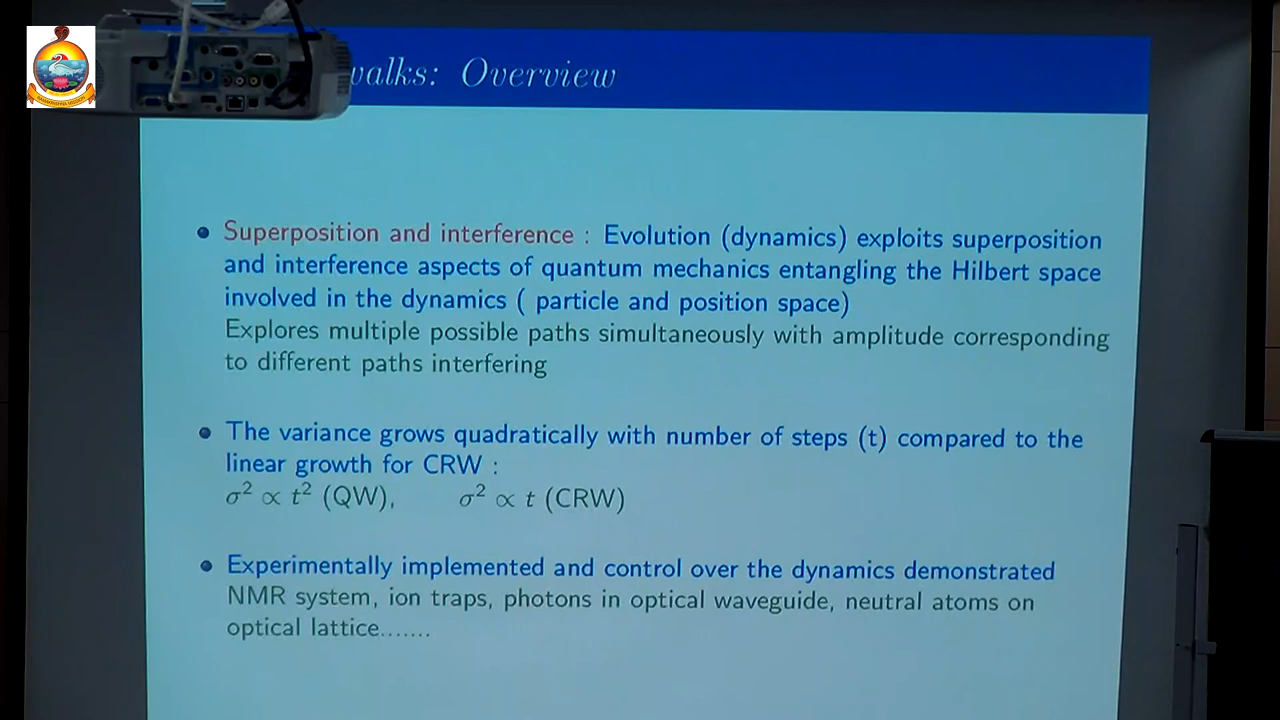 walks: Overview
Superposition and interference : Evolution (dynamics) exploits superposition
and interference aspects of quantum mechanics entangling the Hilbert space
involved in the dynamics ( particle and position space)
Explores multiple possible paths simultaneously with amplitude corresponding
to different paths interfering
The variance grows quadratically with number of steps (t) compared to the
linear growth for CRW :
σ² ∝ t² (QW), σ² ∝ t (CRW)
Experimentally implemented and control over the dynamics demonstrated
NMR system, ion traps, photons in optical waveguide, neutral atoms on
optical lattice.......